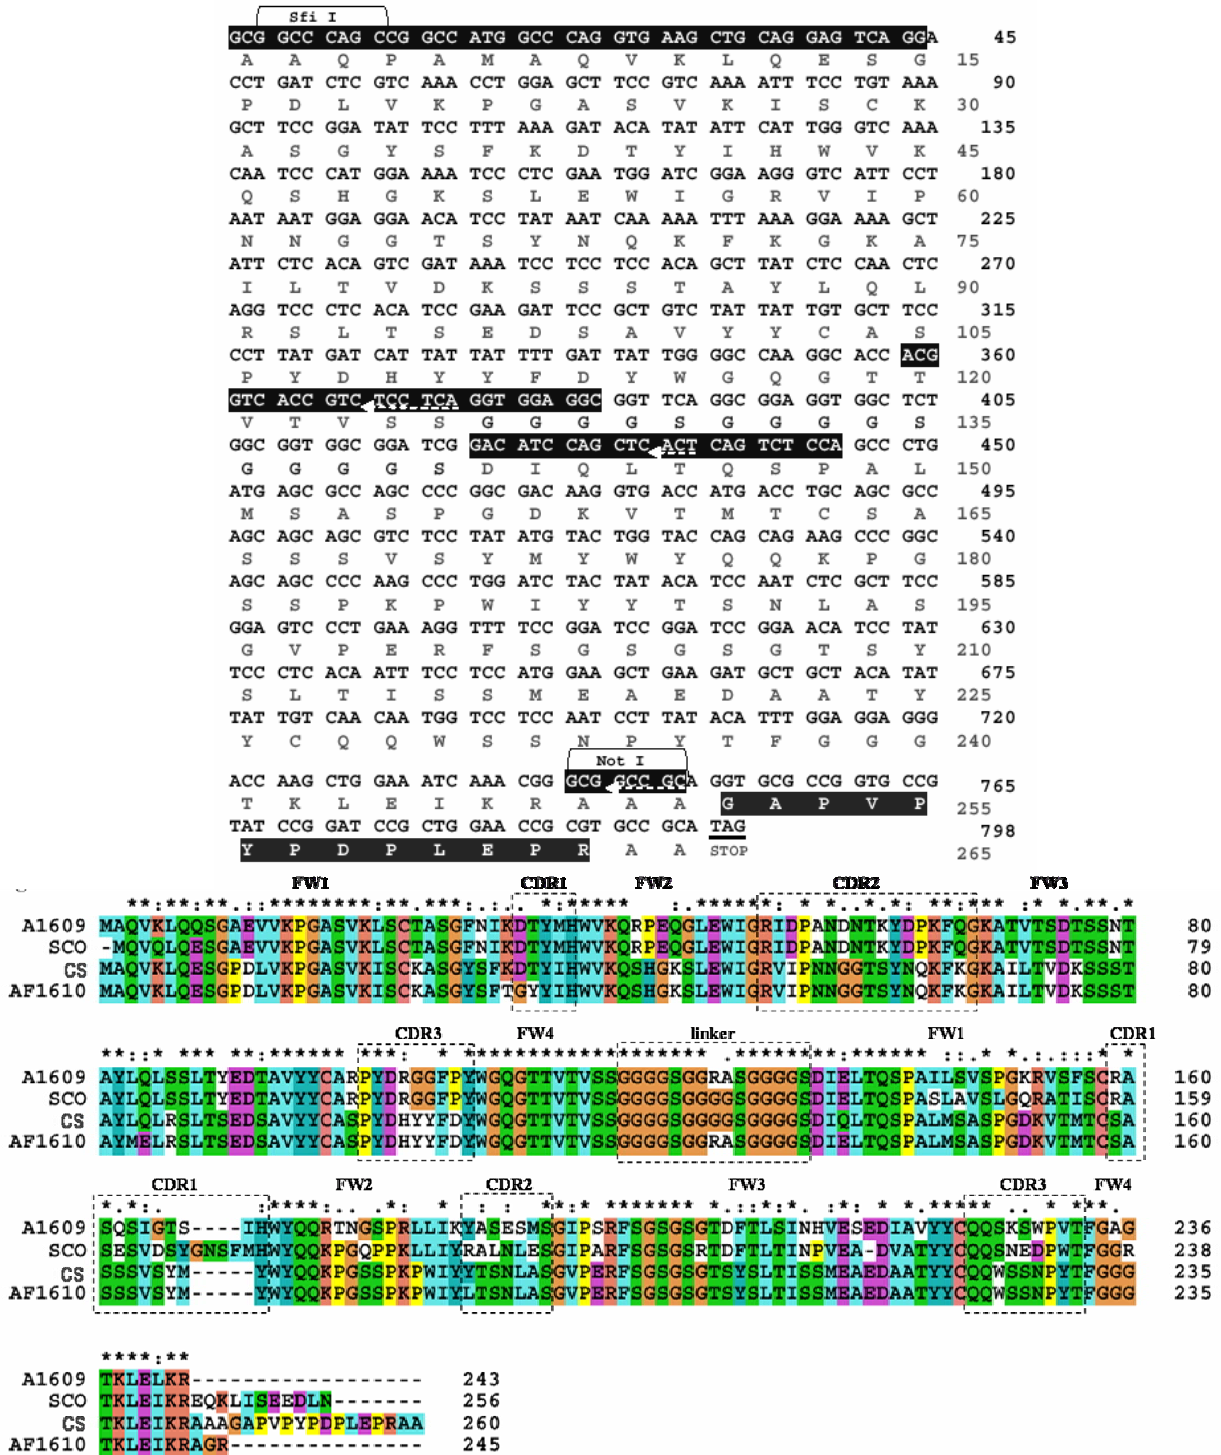 Sfi I
GCG GCC CAG CCG GCC ATG GCC CAG GTG AAG CTG CAG GAG TCA GGA 45
A A Q P A M A Q V K L Q E S G 15
CCT GAT CTC GTC AAA CCT GGA GCT TCC GTC AAA ATT TCC TGT AAA 90
P D L V K P G A S V K I S C K 30
GCT TCC GGA TAT TCC TTT AAA GAT ACA TAT ATT CAT TGG GTC AAA 135
A S G Y S F K D T Y I H W V K 45
CAA TCC CAT GGA AAA TCC CTC GAA TGG ATC GGA AGG GTC ATT CCT 180
Q S H G K S L E W I G R V I P 60
AAT AAT GGA GGA ACA TCC TAT AAT CAA AAA TTT AAA GGA AAA GCT 225
N N G G T S Y N Q K F K G K A 75
ATT CTC ACA GTC GAT AAA TCC TCC TCC ACA GCT TAT CTC CAA CTC 270
I L T V D K S S S T A Y L Q L 90
AGG TCC CTC ACA TCC GAA GAT TCC GCT GTC TAT TAT TGT GCT TCC 315
R S L T S E D S A V Y Y C A S 105
CCT TAT GAT CAT TAT TAT TTT GAT TAT TGG GGC CAA GGC ACC ACG 360
P Y D H Y Y F D Y W G Q G T T 120
GTC ACC GTC TCC TCA GGT GGA GGC GGT TCA GGC GGA GGT GGC TCT 405
V T V S S G G G G S G G G G S 135
GGC GGT GGC GGA TCG GAC ATC CAG CTC ACT CAG TCT CCA GCC CTG 450
G G G G S D I Q L T Q S P A L 150
ATG AGC GCC AGC CCC GGC GAC AAG GTG ACC ATG ACC TGC AGC GCC 495
M S A S P G D K V T M T C S A 165
AGC AGC AGC GTC TCC TAT ATG TAC TGG TAC CAG CAG AAG CCC GGC 540
S S S V S Y M Y W Y Q Q K P G 180
AGC AGC CCC AAG CCC TGG ATC TAC TAT ACA TCC AAT CTC GCT TCC 585
S S P K P W I Y Y T S N L A S 195
GGA GTC CCT GAA AGG TTT TCC GGA TCC GGA TCC GGA ACA TCC TAT 630
G V P E R F S G S G S G T S Y 210
TCC CTC ACA ATT TCC TCC ATG GAA GCT GAA GAT GCT GCT ACA TAT 675
S L T I S S M E A E D A A T Y 225
TAT TGT CAA CAA TGG TCC TCC AAT CCT TAT ACA TTT GGA GGA GGG 720
Y C Q Q W S S N P Y T F G G G 240
Not I
ACC AAG CTG GAA ATC AAA CGG GCG GCC GCA GGT GCG CCG GTG CCG 765
T K L E I K R A A A G A P V P 255
TAT CCG GAT CCG CTG GAA CCG CGT GCC GCA TAG 798
Y P D P L E P R A A STOP 265
FW1 CDR1 FW2 CDR2 FW3
A1609 MAQVKLQQSGAEVVKPGASVKLSCTASGFNIKDTYMHWVKQRPEQGLEWIGRIDPANDNTKYDPKFQGKATVTSDTSSNT 80
SCO -MQVQLQESGAEVVKPGASVKLSCTASGFNIKDTYMHWVKQRPEQGLEWIGRIDPANDNTKYDPKFQGKATVTSDTSSNT 79
CS MAQVKLQESGPDLVKPGASVKISCKASGYSFKDTYIHWVKQSHGKSLEWIGRVIPNNGGTSYNQKFKGKAILTVDKSSST 80
AF1610 MAQVKLQESGPDLVKPGASVKISCKASGYSFTGYYIHWVKQSHGKSLEWIGRVIPNNGGTSYNQKFKGKAILTVDKSSST 80
CDR3 FW4 linker FW1 CDR1
A1609 AYLQLSSLTYEDTAVYYCARPYDRGGFPYWGQGTTVTVSSGGGGSGGRASGGGGSDIELTQSPAILSVSPGKRVSFSCRA 160
SCO AYLQLSSLTYEDTAVYYCARPYDRGGFPYWGQGTTVTVSSGGGGSGGGGSGGGGSDIELTQSPASLAVSLGQRATISCRA 159
CS AYLQLRSLTSEDSAVYYCASPYDHYYFDYWGQGTTVTVSSGGGGSGGGGSGGGGSDIQLTQSPALMSASPGDKVTMTCSA 160
AF1610 AYMELRSLTSEDSAVYYCASPYDHYYFDYWGQGTTVTVSSGGGGSGGRASGGGGSDIELTQSPALMSASPGDKVTMTCSA 160
CDR1 FW2 CDR2 FW3 CDR3 FW4
A1609 SQSIGTS----IHWYQQRTNGSPRLLIKYASESMSGIPSRFSGSGSGTDFTLSINHVESEDIAVYYCQQSKSWPVTFGAG 236
SCO SESVDSYGNSFMHWYQQKPGQPPKLLIYRALNLESGIPARFSGSGSRTDFTLTINPVEA-DVATYYCQQSNEDPWTFGGR 238
CS SSSVSYM-----YWYQQKPGSSPKPWIYYTSNLASGVPERFSGSGSGTSYSLTISSMEAEDAATYYCQQWSSNPYTFGGG 235
AF1610 SSSVSYM-----YWYQQKPGSSPKPWIYLTSNLASGVPERFSGSGSGTSYSLTISSMEAEDAATYYCQQWSSNPYTFGGG 235
****:**
A1609 TKLELKR------------------ 243
SCO TKLEIKREQKLISEEDLN------- 256
CS TKLEIKRAAAGAPVPYPDPLEPRAA 260
AF1610 TKLEIKRAGR--------------- 245